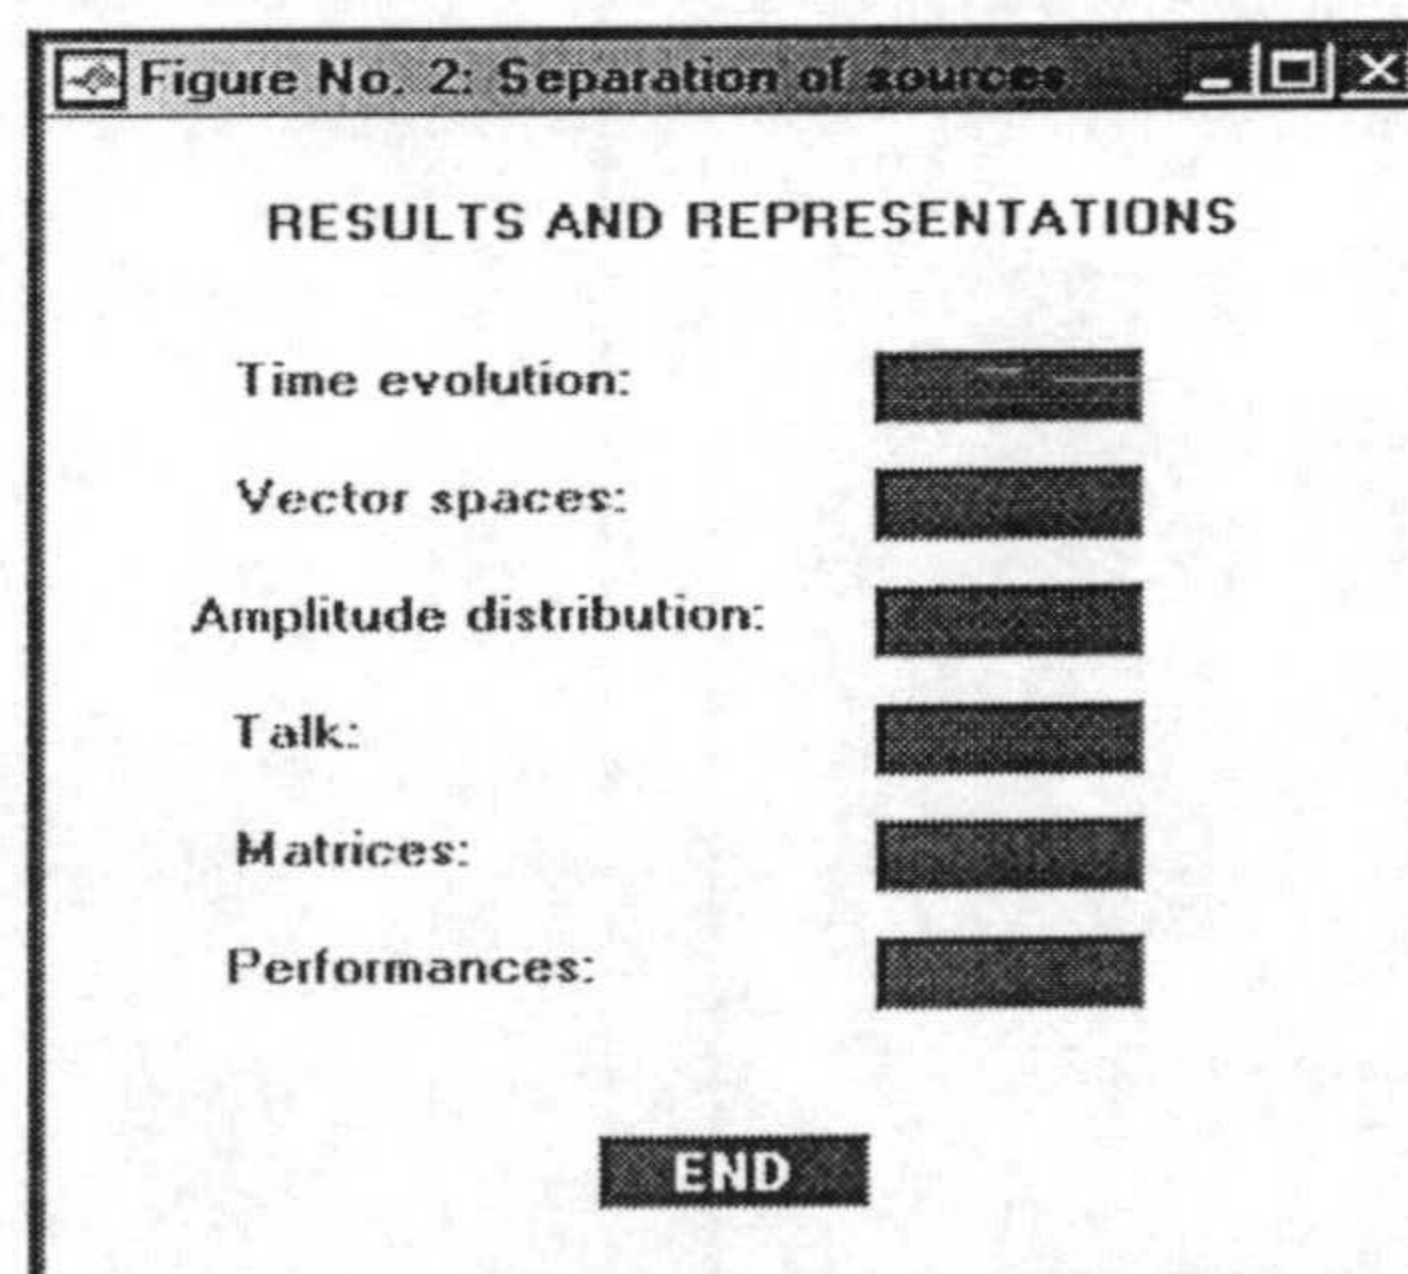 Figure No. 2: Separation of sources
RESULTS AND REPRESENTATIONS
Time evolution:
Vector spaces:
Amplitude distribution:
Talk:
Matrices:
Performances:
END